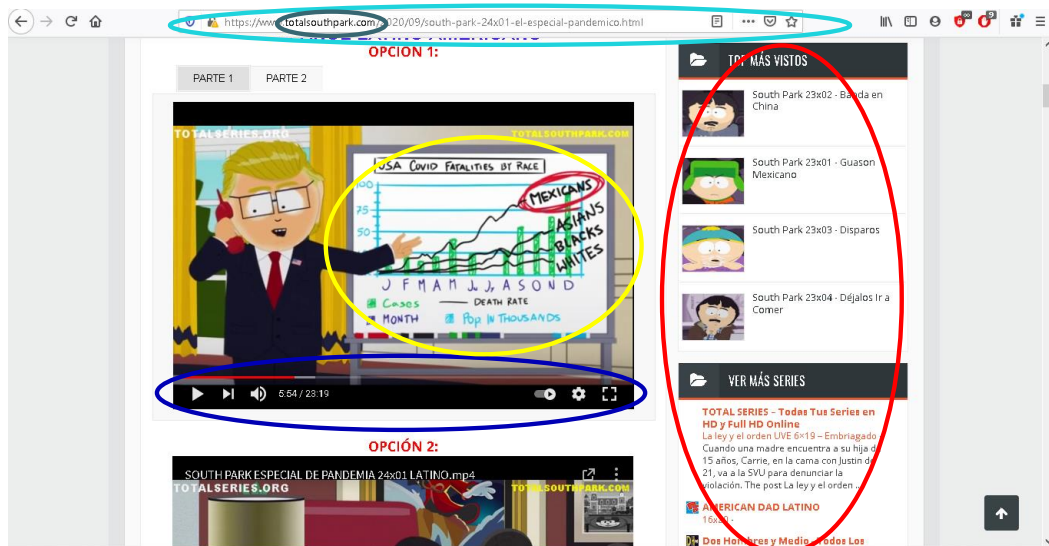 https://www.totalsouthpark.com/2020/09/south-park-24x01-el-especial-pandemico.html
OPCIÓN 1:
PARTE 1
PARTE 2
TOTALSERIES.ORG
TOTALSOUTHPARK.COM
USA COVID FATALITIES BY RACE
100
75
50
MEXICANS
ASIANS
BLACKS
WHITES
J F M A M J J A S O N D
CASES
DEATH RATE
MONTH
POP IN THOUSANDS
5:54 / 23:19
OPCIÓN 2:
SOUTH PARK ESPECIAL DE PANDEMIA 24x01 LATINO.mp4
TOTALSERIES.ORG
TOTALSOUTHPARK.COM
TOP MÁS VISTOS
South Park 23x02 - Banda en
China
South Park 23x01 - Guason
Mexicano
South Park 23x03 - Disparos
South Park 23x04 - Déjalos Ir a
Comer
VER MÁS SERIES
TOTAL SERIES – Todas Tus Series en
HD y Full HD Online
La ley y el orden UVE 6×19 – Embriagado
Cuando una madre encuentra a su hija d
15 años, Carrie, en la cama con Justin de
21, va a la SVU para denunciar la
violación. The post La ley y el orden ...
AMERICAN DAD LATINO
Dos Hombres y Medio - Todos Los